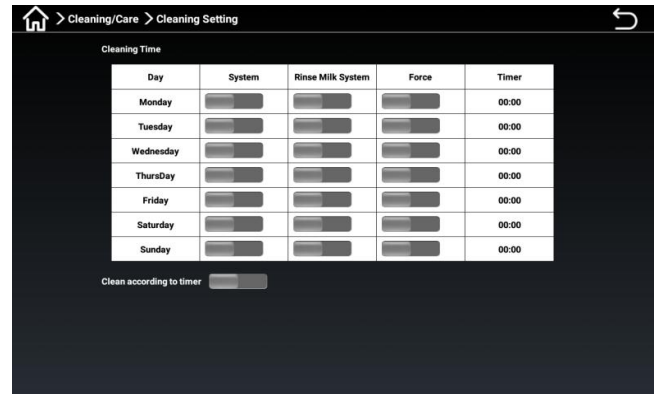 Cleaning/Care Cleaning Setting
Cleaning Time
Day System Rinse Milk System Force Timer
Monday 00:00
Tuesday 00:00
Wednesday 00:00
ThursDay 00:00
Friday 00:00
Saturday 00:00
Sunday 00:00
Clean according to timer